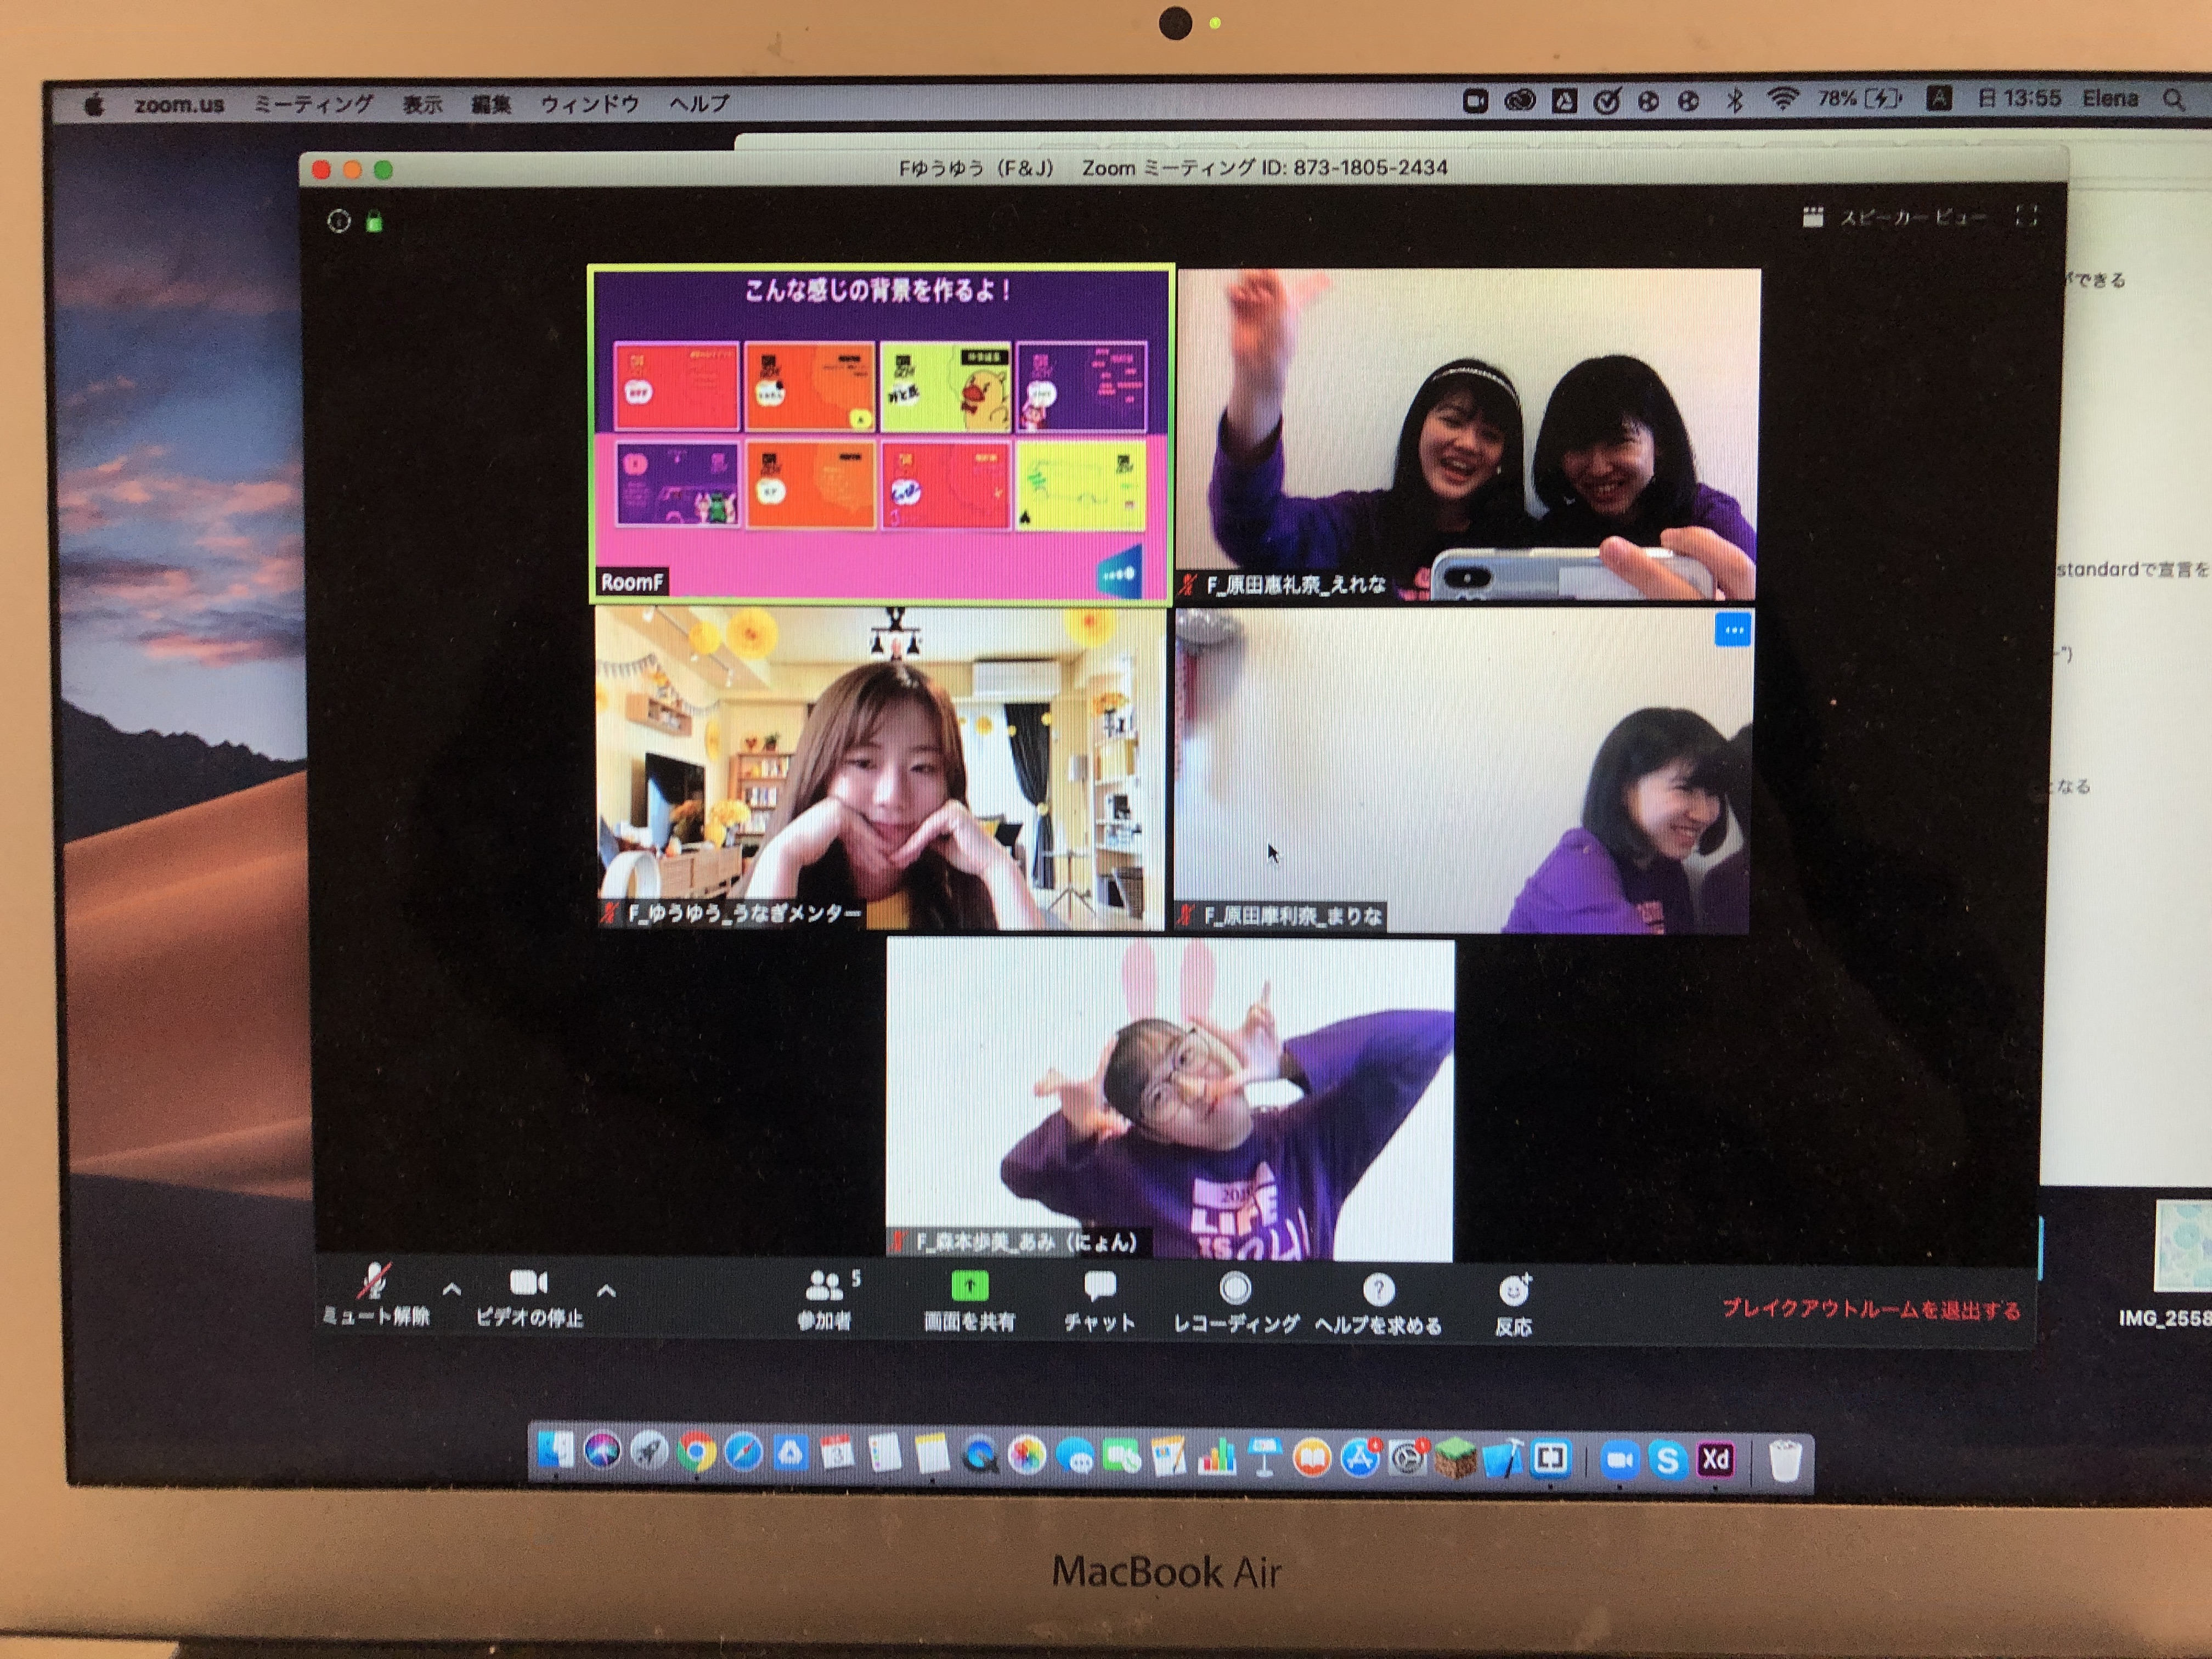 zoom.us ミーティング 表示 編集 ウィンドウ ヘルプ
78% A 日 13:55 Elena
Fゆうゆう（F&J） Zoom ミーティング ID: 873-1805-2434
スピーカー ビュー
できる
こんな感じの背景を作るよ！
RoomF
F_原田恵礼奈_えれな
standardで宣言を
F_ゆうゆう_うなぎメンター
F_原田摩利奈_まりな
なる
LIFE
IS
F_森本歩美_あみ（にょん）
5
ミュート解除 ビデオの停止 参加者 画面を共有 チャット レコーディング ヘルプを求める 反応
ブレイクアウトルームを退出する
IMG_2558
Xd
MacBook Air